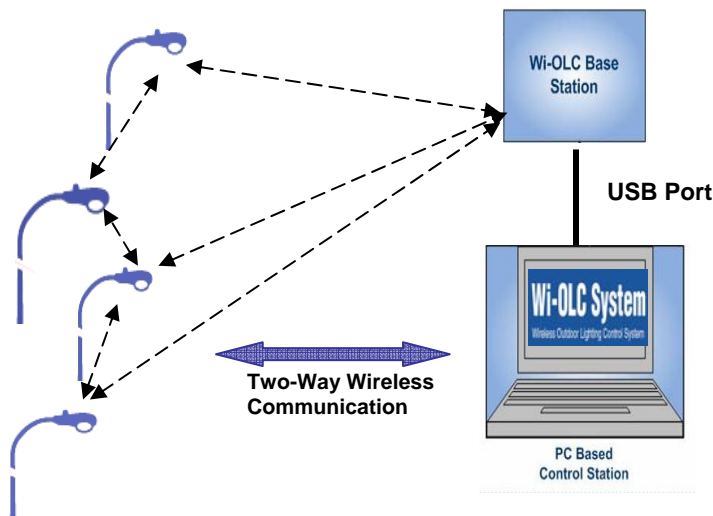 Wi-OLC Base
Station
USB Port
Wi-OLC System
Wireless Outdoor Lighting Control System
Two-Way Wireless
Communication
PC Based
Control Station